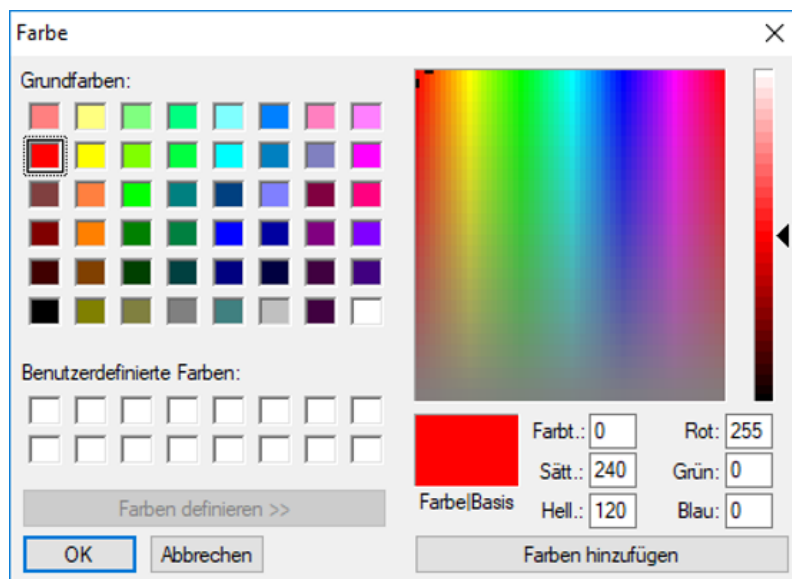 Farbe
Grundfarben:
Benutzerdefinierte Farben:
Farben definieren >>
OK
Abbrechen
Farbe|Basis
Farbt.: 0
Rot: 255
Sätt.: 240
Grün: 0
Hell.: 120
Blau: 0
Farben hinzufügen